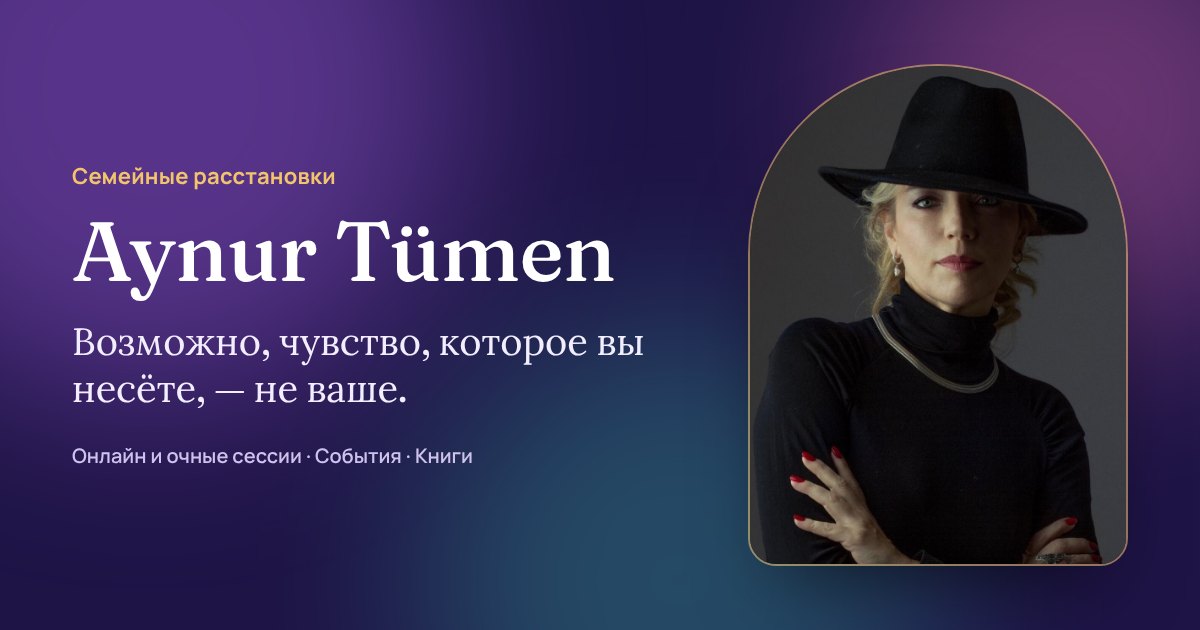 Семейные расстановки
Aynur Tümen
Возможно, чувство, которое вы
несёте, — не ваше.
Онлайн и очные сессии · События · Книги